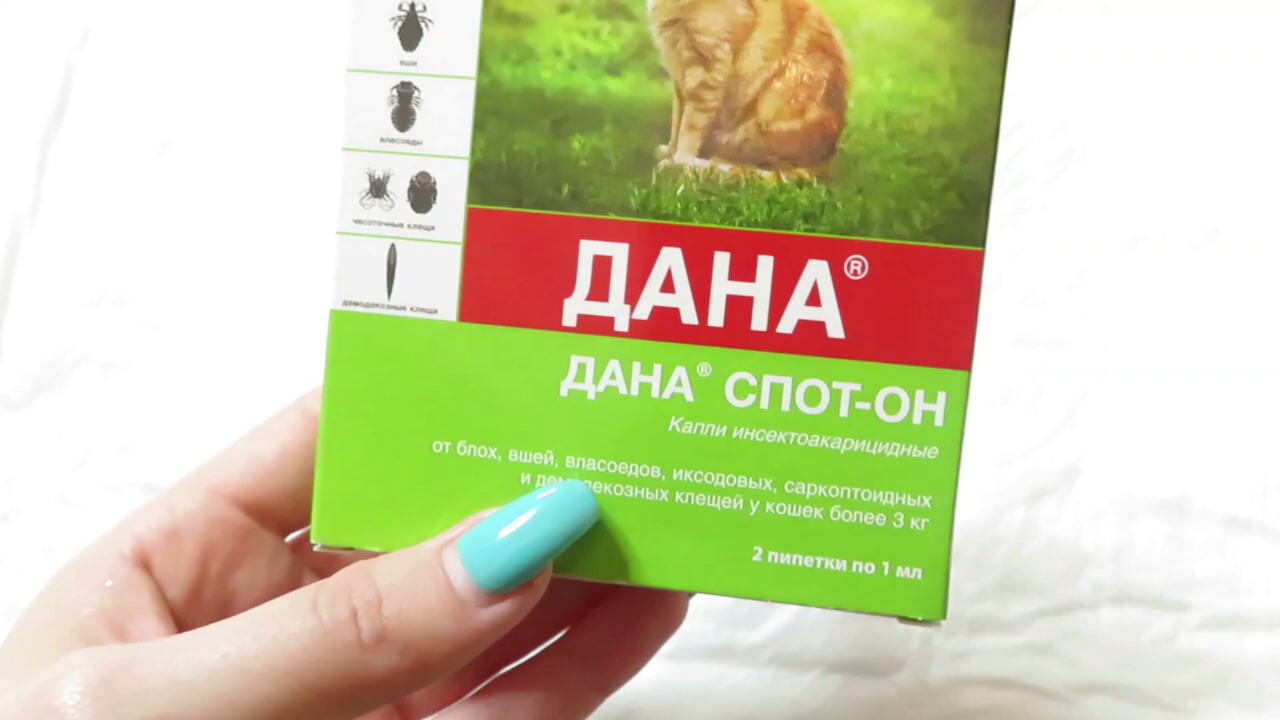 вши
власоеды
чесоточные клещи
демодекозные клещи
ДАНА®
ДАНА® СПОТ-ОН
Капли инсектоакарицидные
от блох, вшей, власоедов, иксодовых, саркоптоидных
и демодекозных клещей у кошек более 3 кг
2 пипетки по 1 мл